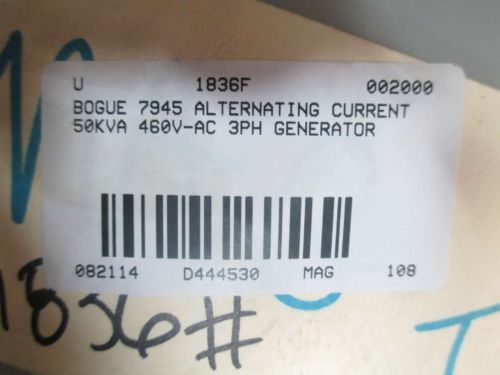 U 1836F 002000
BOGUE 7945 ALTERNATING CURRENT
50KVA 460V-AC 3PH GENERATOR
082114 D444530 MAG 108
1836#